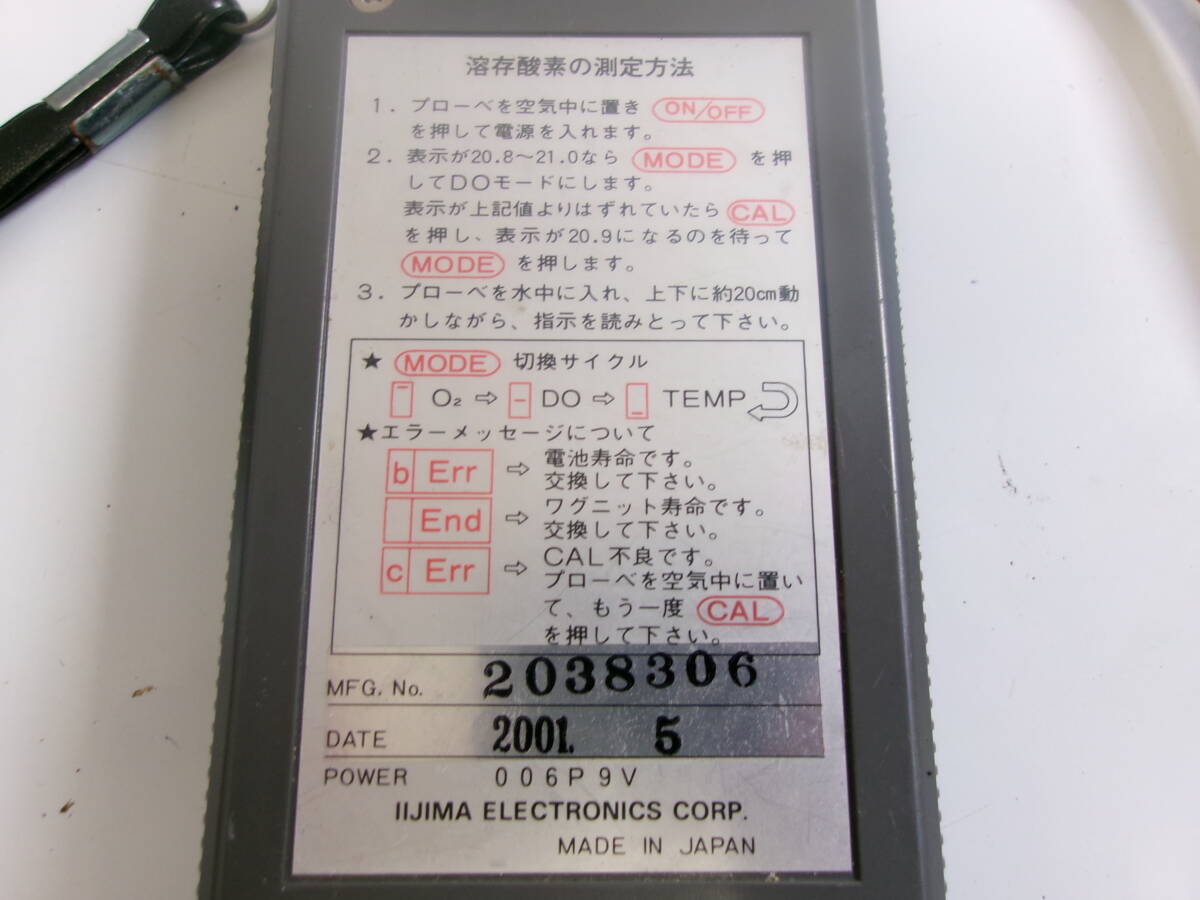 溶存酸素の測定方法
1. プローベを空気中に置き ON/OFF
を押して電源を入れます。
2. 表示が20.8〜21.0なら MODE を押
してDOモードにします。
表示が上記値よりはずれていたら CAL
を押し、表示が20.9になるのを待って
MODE を押します。
3. プローベを水中に入れ、上下に約20cm動
かしながら、指示を読みとって下さい。
★ MODE 切換サイクル
O₂ ⇨ DO ⇨ TEMP
★エラーメッセージについて
b Err ⇨ 電池寿命です。
交換して下さい。
End ⇨ ワグニット寿命です。
交換して下さい。
c Err ⇨ CAL不良です。
プローベを空気中に置い
て、もう一度 CAL
を押して下さい。
MFG. No. 2038306
DATE 2001. 5
POWER 006P 9V
IIJIMA ELECTRONICS CORP.
MADE IN JAPAN